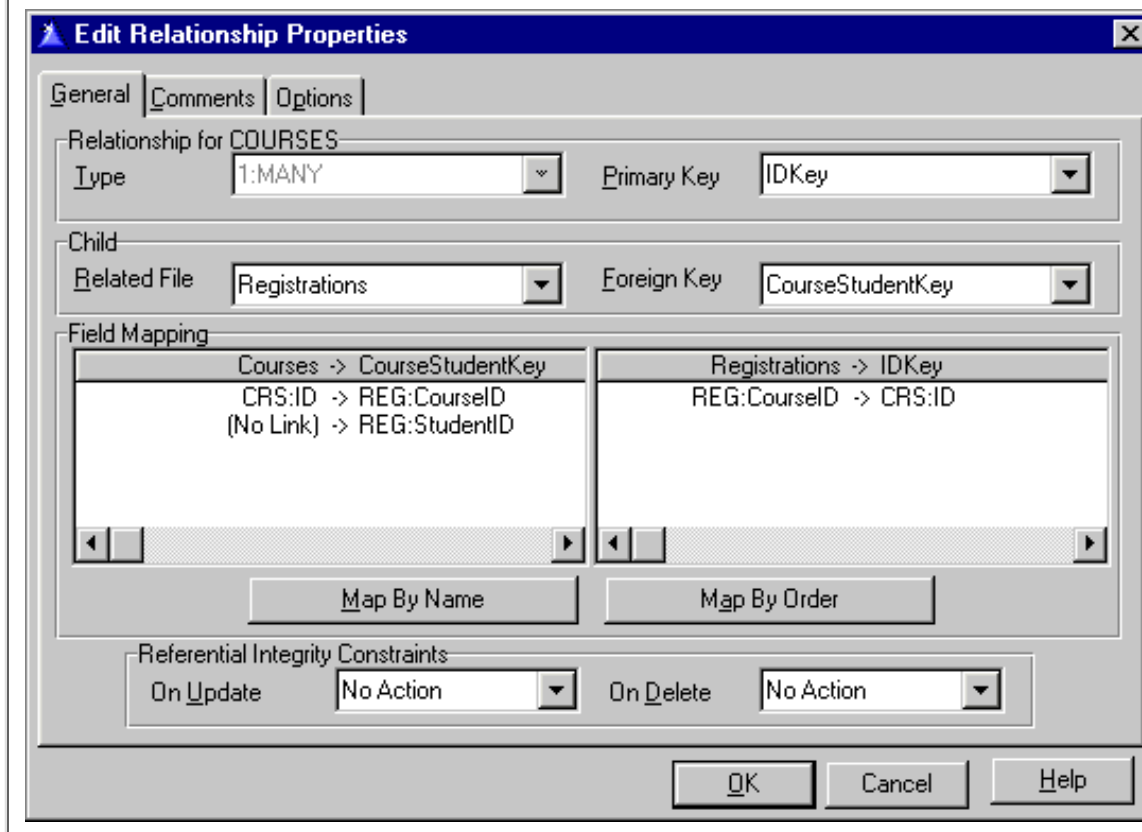 Edit Relationship Properties
General Comments Options
Relationship for COURSES
Type 1:MANY Primary Key IDKey
Child
Related File Registrations Foreign Key CourseStudentKey
Field Mapping
Courses -> CourseStudentKey Registrations -> IDKey
CRS:ID -> REG:CourseID REG:CourseID -> CRS:ID
(No Link) -> REG:StudentID
Map By Name Map By Order
Referential Integrity Constraints
On Update No Action On Delete No Action
OK Cancel Help